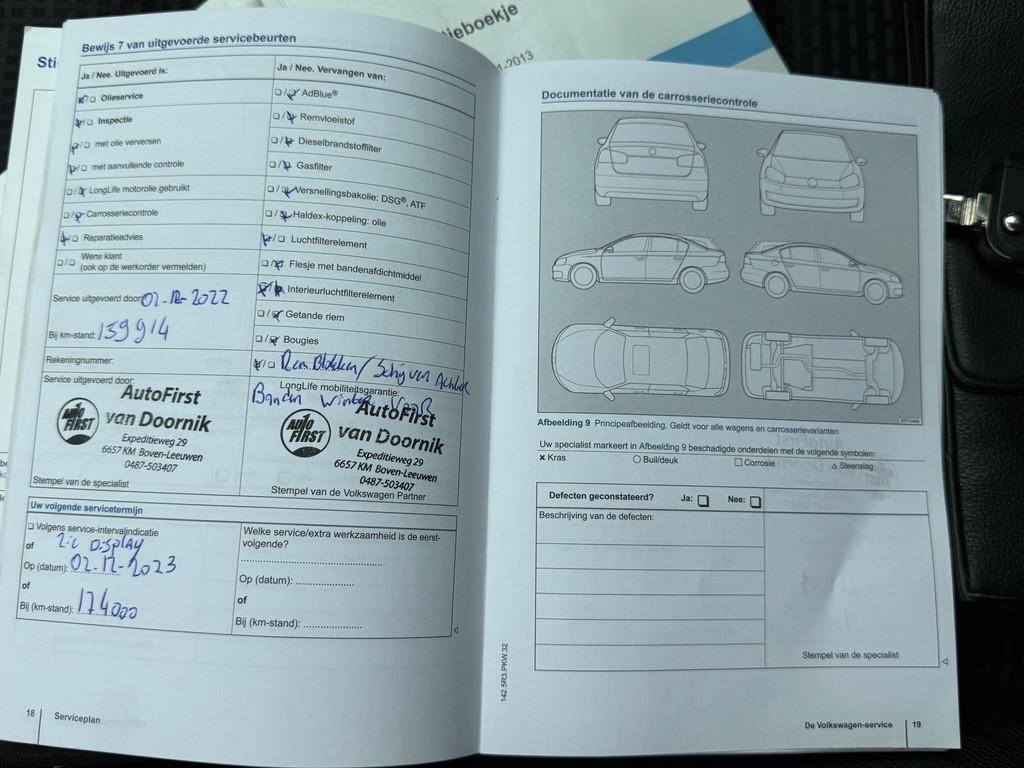 tieboekje
1-2013
Sti
Bewijs 7 van uitgevoerde servicebeurten
Ja / Nee. Uitgevoerd is:
Olieservice
Inspectie
met olie verversen
met aanvullende controle
LongLife motorolie gebruikt
Carrosseriecontrole
Reparatieadvies
Wens klant
(ook op de werkorder vermelden)
Service uitgevoerd door: 02-12-2022
Bij km-stand: 139914
Rekeningnummer:
Service uitgevoerd door:
AutoFirst
van Doornik
Expeditieweg 29
6657 KM Boven-Leeuwen
0487-503407
AUTO
FIRST
Stempel van de specialist
Ja / Nee. Vervangen van:
AdBlue®
Remvloeistof
Dieselbrandstoffilter
Gasfilter
Versnellingsbakolie: DSG®, ATF
Haldex-koppeling: olie
Luchtfilterelement
Flesje met bandenafdichtmiddel
Interieurluchtfilterelement
Getande riem
Bougies
Rem Blokken / Schijven Achter
LongLife mobiliteitsgarantie:
Banden Winter VooR
AutoFirst
van Doornik
Expeditieweg 29
6657 KM Boven-Leeuwen
0487-503407
AUTO
FIRST
Stempel van de Volkswagen Partner
Uw volgende servicetermijn
Volgens service-intervalindicatie
of Zie DISPLAY
Op (datum): 02-12-2023
of
Bij (km-stand): 174000
Welke service/extra werkzaamheid is de eerst-
volgende?
Op (datum): ....................
of
Bij (km-stand): ....................
18 Serviceplan
Documentatie van de carrosseriecontrole
Afbeelding 9 Principeafbeelding. Geldt voor alle wagens en carrosserievarianten
Uw specialist markeert in Afbeelding 9 beschadigde onderdelen met de volgende symbolen:
Kras Buil/deuk Corrosie Steenslag
Defecten geconstateerd? Ja: Nee:
Beschrijving van de defecten:
Stempel van de specialist
142.5R3.PKW.32
De Volkswagen-service 19